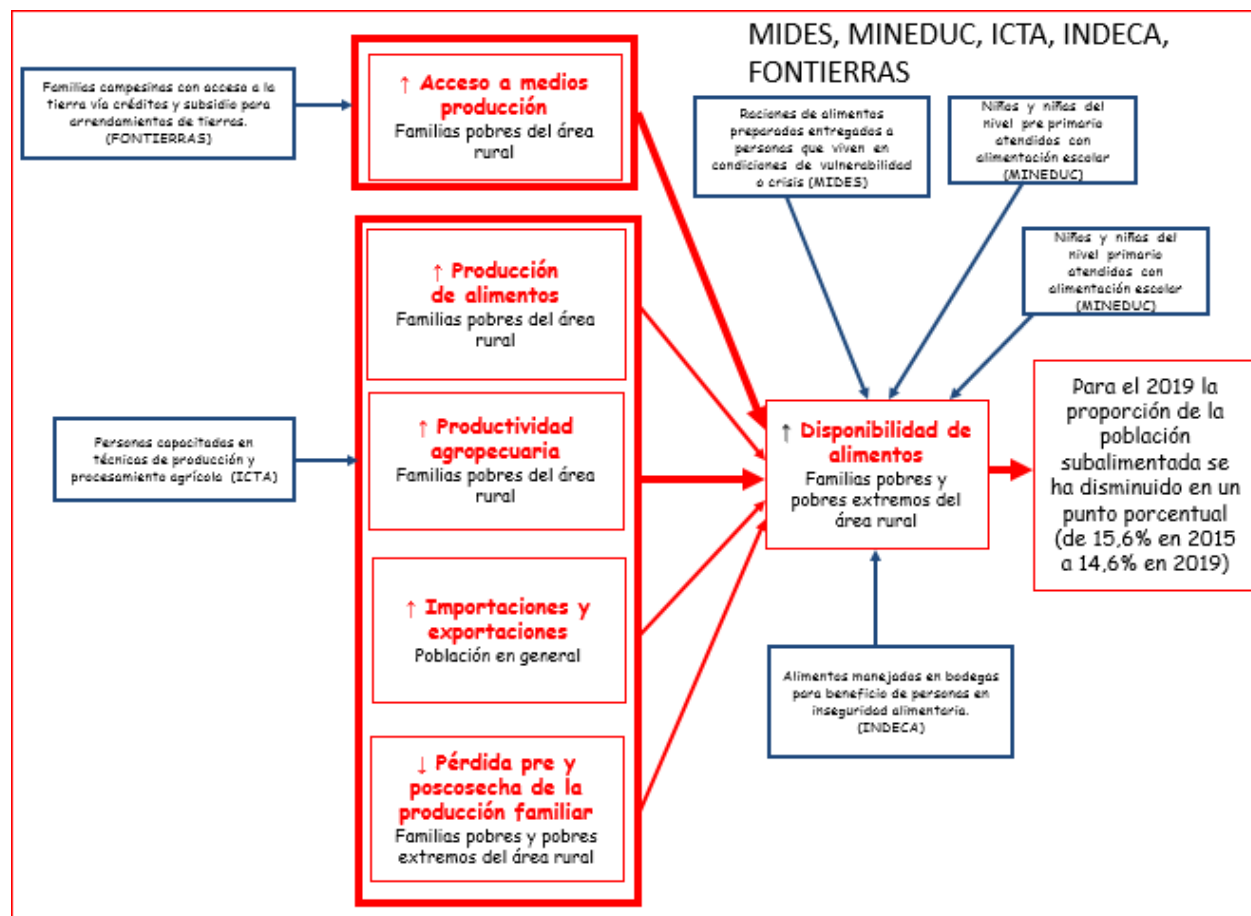 MIDES, MINEDUC, ICTA, INDECA,
FONTIERRAS
Familias campesinas con acceso a la
tierra vía créditos y subsidio para
arrendamientos de tierras.
(FONTIERRAS)
↑ Acceso a medios
producción
Familias pobres del área
rural
Raciones de alimentos
preparados entregados a
personas que viven en
condiciones de vulnerabilidad
o crisis (MIDES)
Niños y niñas del
nivel pre primario
atendidos con
alimentación escolar
(MINEDUC)
Niños y niñas del
nivel primario
atendidos con
alimentación escolar
(MINEDUC)
↑ Producción
de alimentos
Familias pobres del área
rural
Personas capacitadas en
técnicas de producción y
procesamiento agrícola (ICTA)
↑ Productividad
agropecuaria
Familias pobres del área
rural
↑ Disponibilidad de
alimentos
Familias pobres y
pobres extremos del
área rural
Para el 2019 la
proporción de la
población
subalimentada se
ha disminuido en un
punto porcentual
(de 15,6% en 2015
a 14,6% en 2019)
↑ Importaciones y
exportaciones
Población en general
Alimentos manejados en bodegas
para beneficio de personas en
inseguridad alimentaria.
(INDECA)
↓ Pérdida pre y
poscosecha de la
producción familiar
Familias pobres y pobres
extremos del área rural